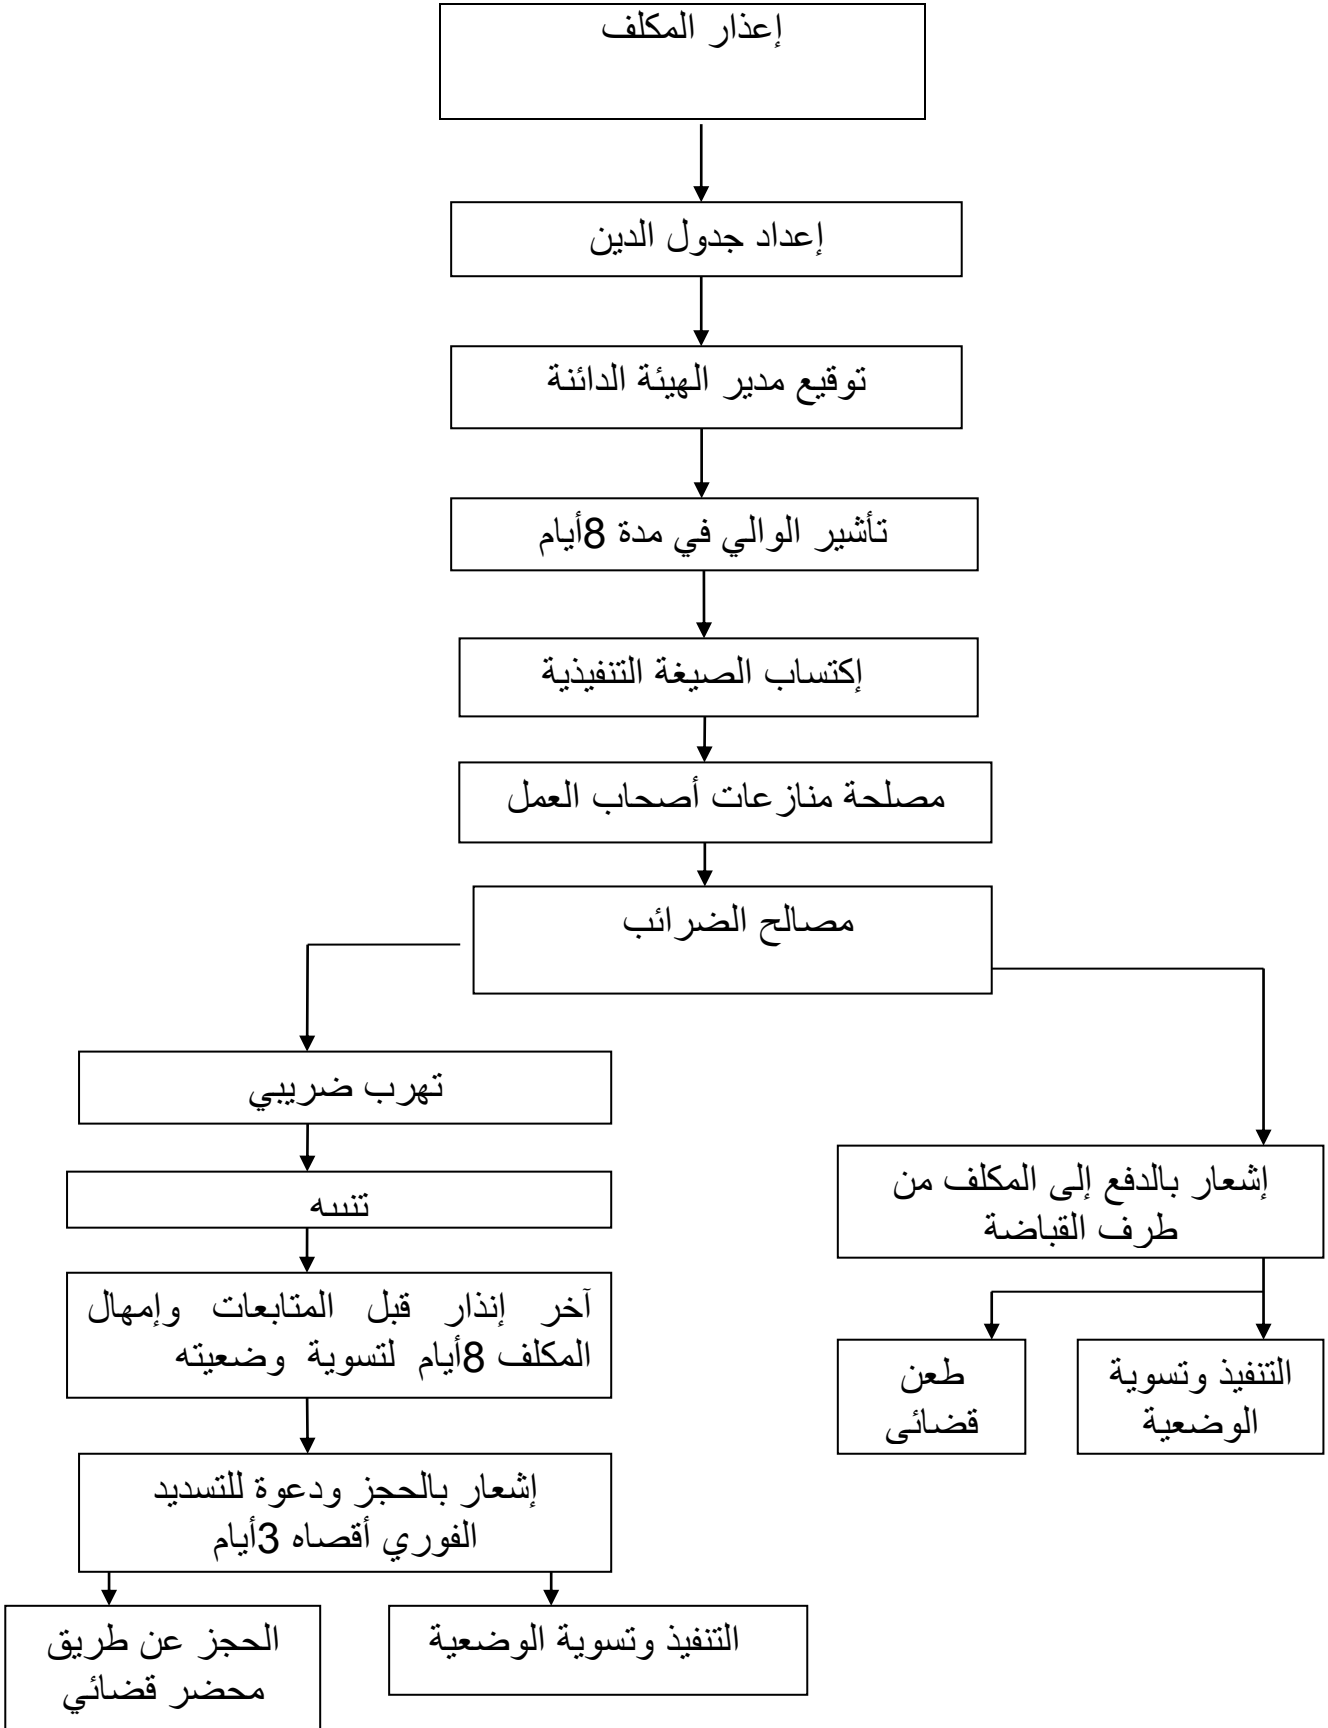 إعذار المكلف
إعداد جدول الدين
توقيع مدير الهيئة الدائنة
تأشير الوالي في مدة 8أيام
إكتساب الصيغة التنفيذية
مصلحة منازعات أصحاب العمل
مصالح الضرائب
إشعار بالدفع إلى المكلف من
طرف القباضة
التنفيذ وتسوية
الوضعية
طعن
قضائي
تهرب ضريبي
تنبيه
آخر إنذار قبل المتابعات وإمهال
المكلف 8أيام لتسوية وضعيته
إشعار بالحجز ودعوة للتسديد
الفوري أقصاه 3أيام
التنفيذ وتسوية الوضعية
الحجز عن طريق
محضر قضائي